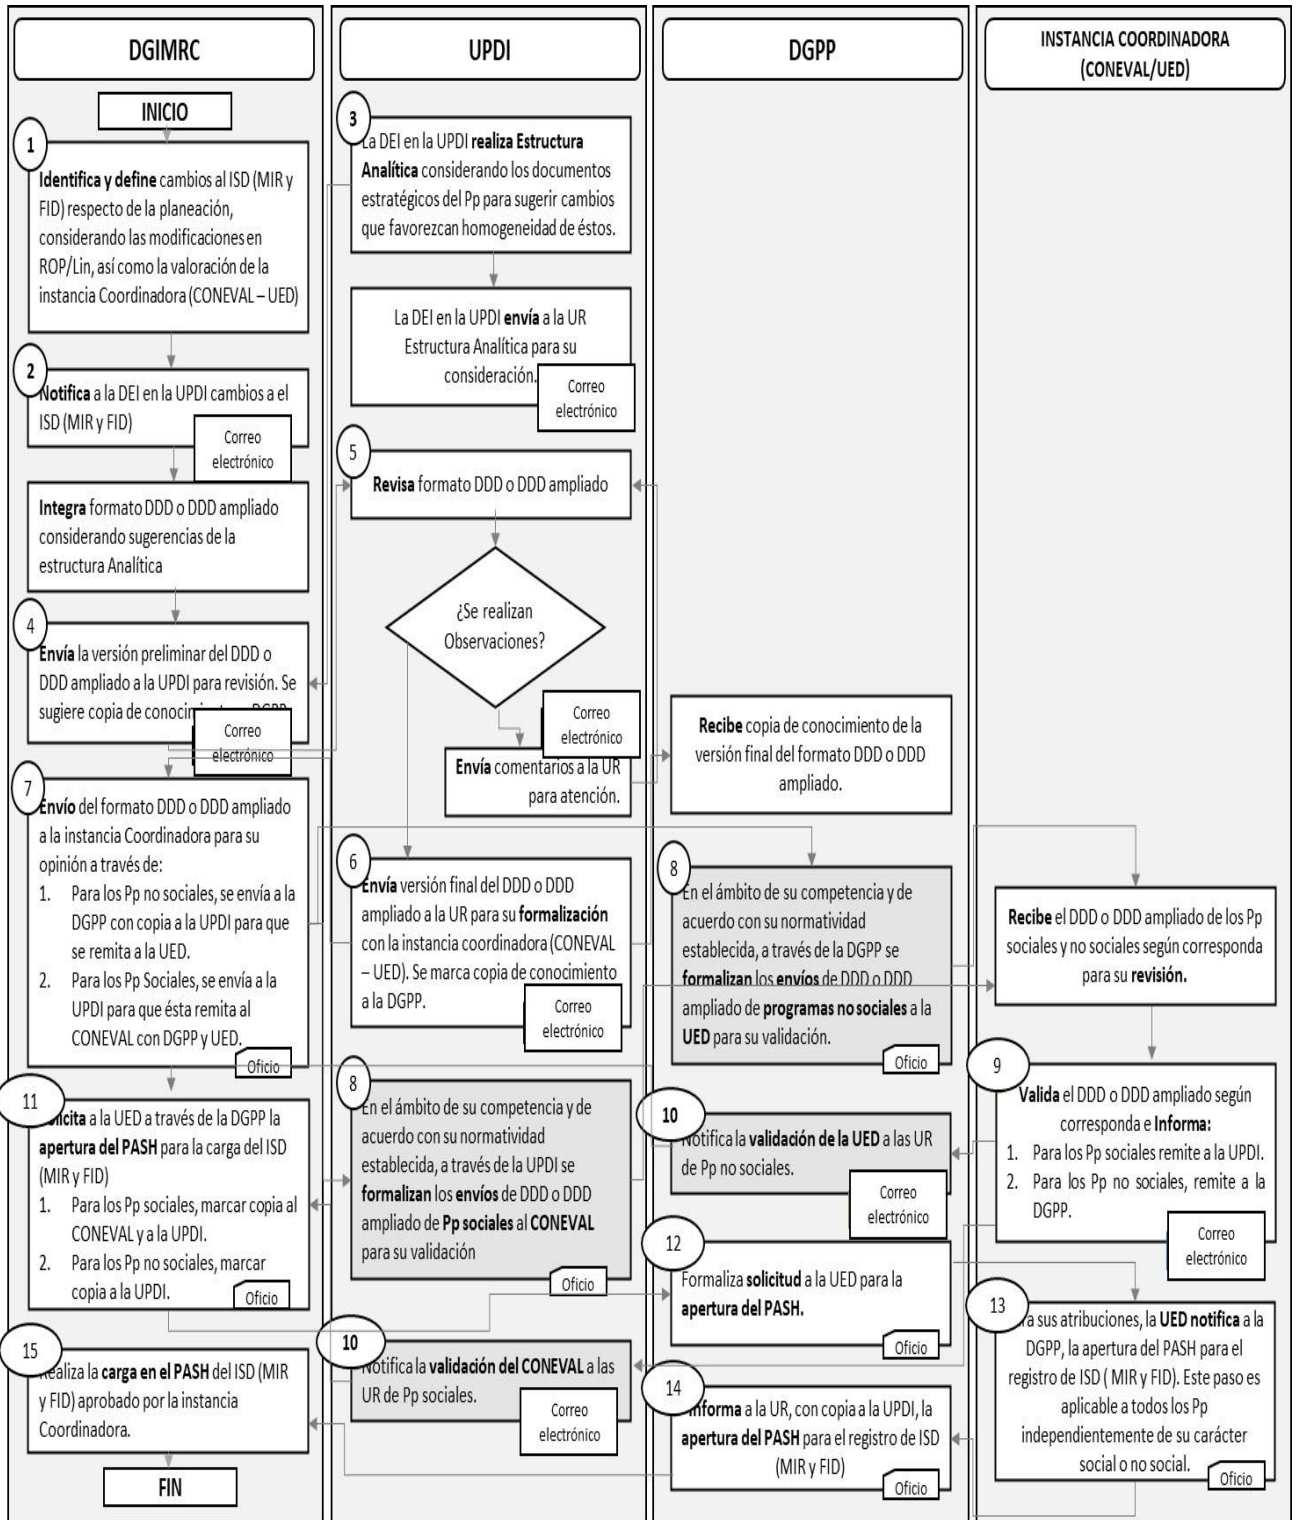 DGIMRC
INICIO
1
Identifica y define cambios al ISD (MIR y
FID) respecto de la planeación,
considerando las modificaciones en
ROP/Lin, así como la valoración de la
instancia Coordinadora (CONEVAL – UED)
2
Notifica a la DEI en la UPDI cambios a el
ISD (MIR y FID)
Correo
electrónico
Integra formato DDD o DDD ampliado
considerando sugerencias de la
estructura Analítica
4
Envía la versión preliminar del DDD o
DDD ampliado a la UPDI para revisión. Se
sugiere copia de
Correo
electrónico
7
Envío del formato DDD o DDD ampliado
a la instancia Coordinadora para su
opinión a través de:
1. Para los Pp no sociales, se envía a la
DGPP con copia a la UPDI para que
se remita a la UED.
2. Para los Pp Sociales, se envía a la
UPDI para que ésta remita al
CONEVAL con DGPP y UED.
Oficio
11
a la UED a través de la DGPP la
apertura del PASH para la carga del ISD
(MIR y FID)
1. Para los Pp sociales, marcar copia al
CONEVAL y a la UPDI.
2. Para los Pp no sociales, marcar
copia a la UPDI.
Oficio
15
la carga en el PASH del ISD (MIR
y FID) aprobado por la instancia
Coordinadora.
FIN
UPDI
3
La DEI en la UPDI realiza Estructura
Analítica considerando los documentos
estratégicos del Pp para sugerir cambios
que favorezcan homogeneidad de éstos.
La DEI en la UPDI envía a la UR
Estructura Analítica para su
consideración.
Correo
electrónico
5
Revisa formato DDD o DDD ampliado
¿Se realizan
Observaciones?
Correo
electrónico
Envía comentarios a la UR
para atención.
6
Envía versión final del DDD o DDD
ampliado a la UR para su formalización
con la instancia coordinadora (CONEVAL
– UED). Se marca copia de conocimiento
a la DGPP.
Correo
electrónico
8
En el ámbito de su competencia y de
acuerdo con su normatividad
establecida, a través de la UPDI se
formalizan los envíos de DDD o DDD
ampliado de Pp sociales al CONEVAL
para su validación
Oficio
10
Notifica la validación del CONEVAL a las
UR de Pp sociales.
Correo
electrónico
DGPP
Recibe copia de conocimiento de la
versión final del formato DDD o DDD
ampliado.
8
En el ámbito de su competencia y de
acuerdo con su normatividad
establecida, a través de la DGPP se
formalizan los envíos de DDD o DDD
ampliado de programas no sociales a la
UED para su validación.
Oficio
10
Notifica la validación de la UED a las UR
de Pp no sociales.
Correo
electrónico
12
Formaliza solicitud a la UED para la
apertura del PASH.
Oficio
14
Informa a la UR, con copia a la UPDI, la
apertura del PASH para el registro de ISD
(MIR y FID)
Oficio
INSTANCIA COORDINADORA
(CONEVAL/UED)
Recibe el DDD o DDD ampliado de los Pp
sociales y no sociales según corresponda
para su revisión.
9
Valida el DDD o DDD ampliado según
corresponda e Informa:
1. Para los Pp sociales remite a la UPDI.
2. Para los Pp no sociales, remite a la
DGPP.
Correo
electrónico
13
sus atribuciones, la UED notifica a la
DGPP, la apertura del PASH para el
registro de ISD ( MIR y FID). Este paso es
aplicable a todos los Pp
independientemente de su carácter
social o no social.
Oficio